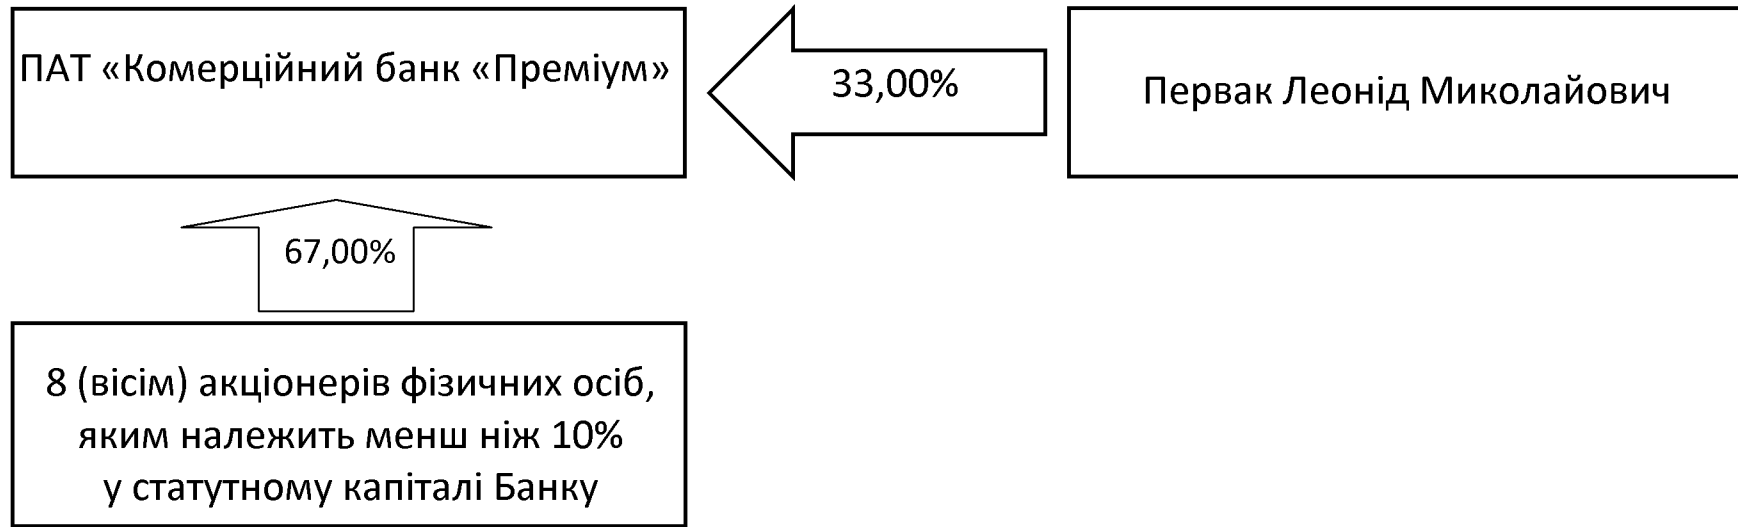 ПАТ «Комерційний банк «Преміум»
33,00%
Первак Леонід Миколайович
67,00%
8 (вісім) акціонерів фізичних осіб,
яким належить менш ніж 10%
у статутному капіталі Банку